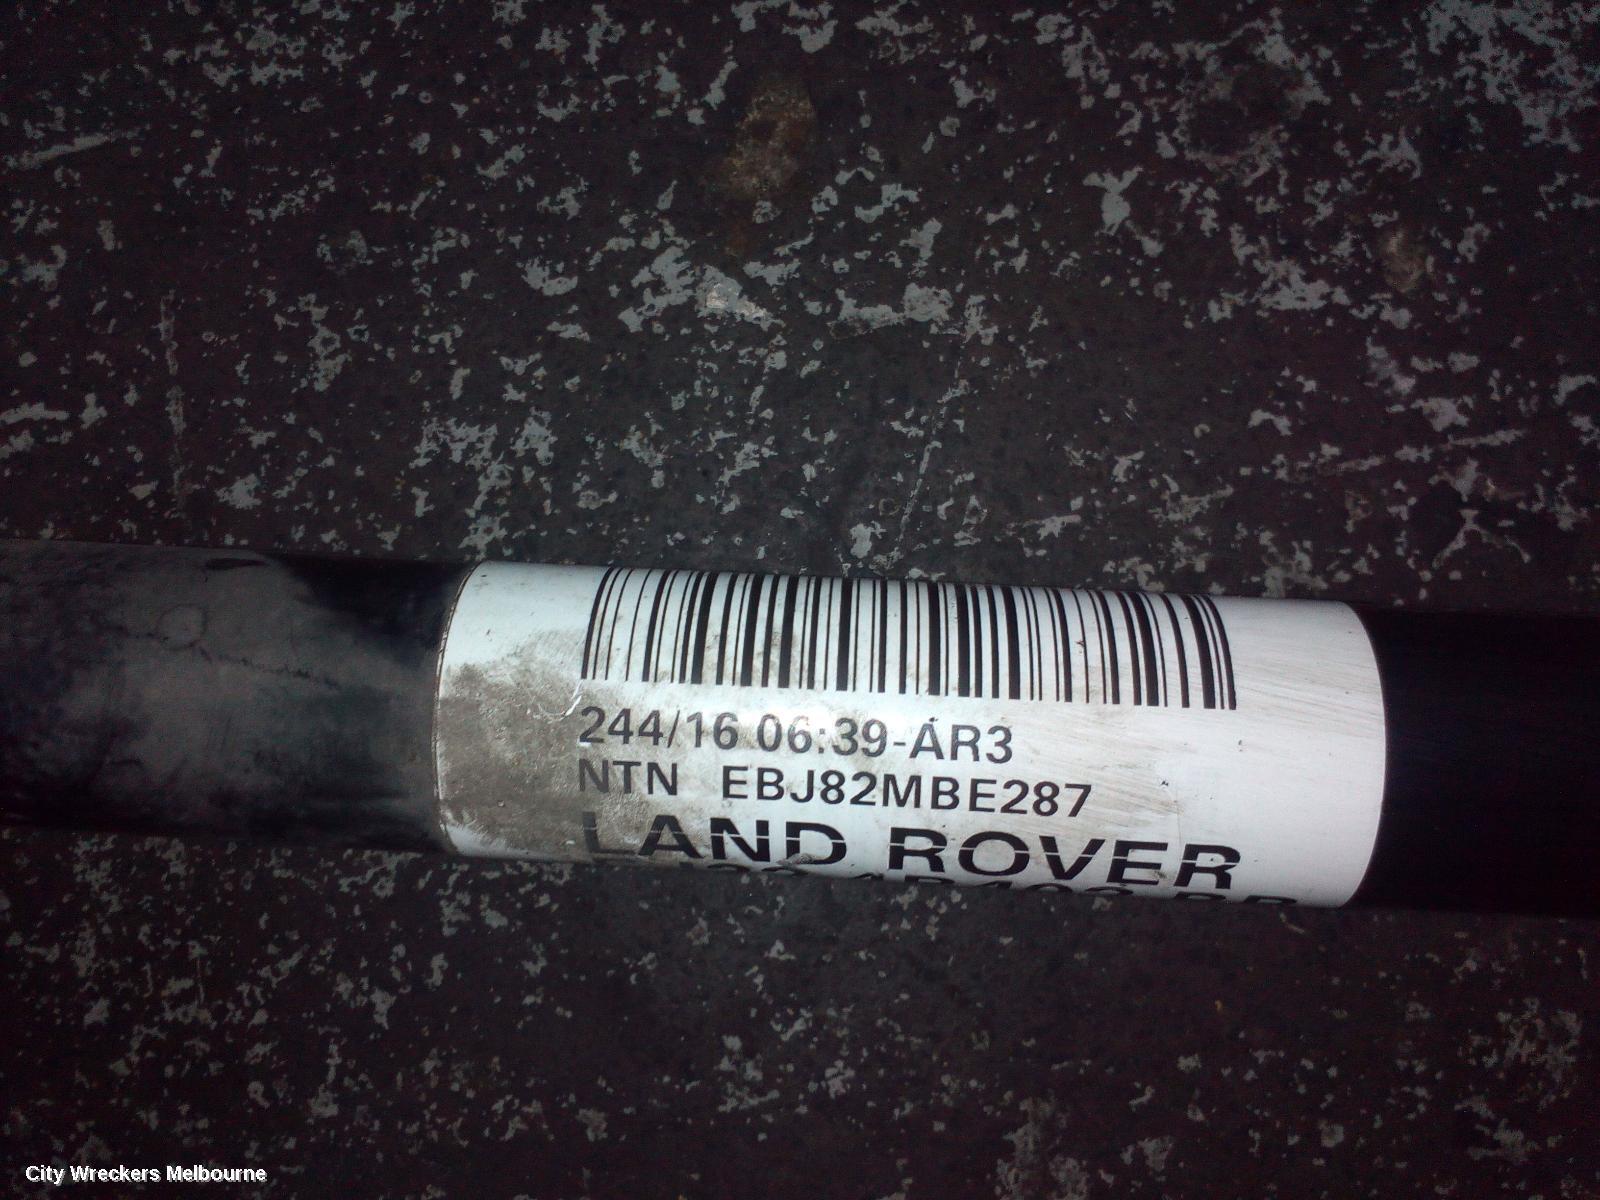 244/16 06:39-AR3
NTN EBJ82MBE287
LAND ROVER
City Wreckers Melbourne